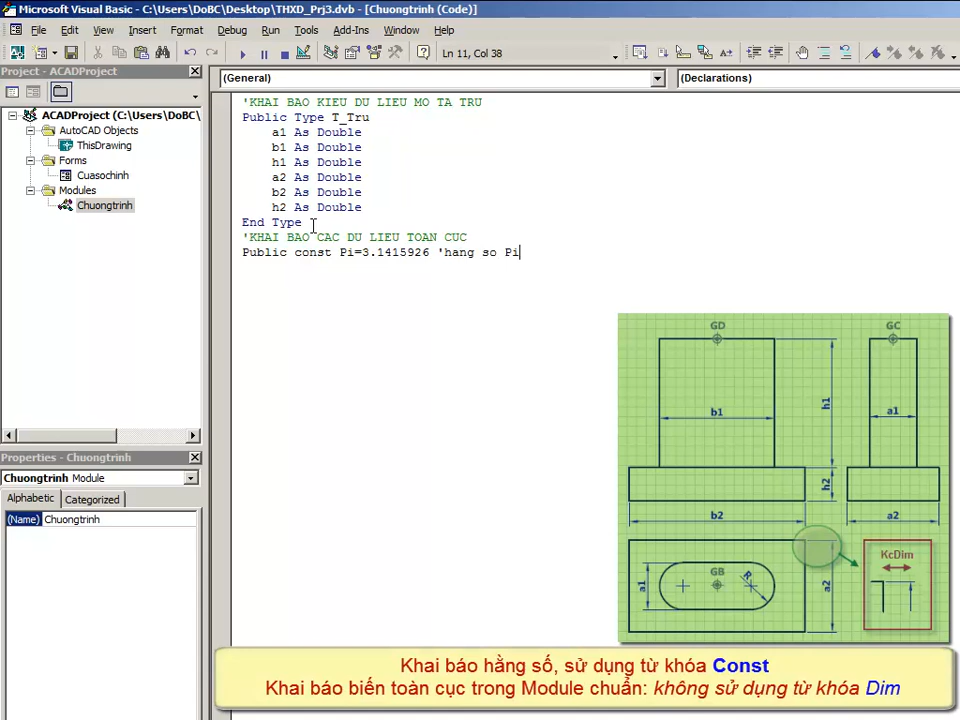 Microsoft Visual Basic - C:\Users\DoBC\Desktop\THXD_Prj3.dvb - [Chuongtrinh (Code)]
File Edit View Insert Format Debug Run Tools Add-Ins Window Help
Ln 11, Col 38
Project - ACADProject
(General)
(Declarations)
ACADProject (C:\Users\DoBC\
AutoCAD Objects
ThisDrawing
Forms
Cuasochinh
Modules
Chuongtrinh
'KHAI BAO KIEU DU LIEU MO TA TRU
Public Type T_Tru
a1 As Double
b1 As Double
h1 As Double
a2 As Double
b2 As Double
h2 As Double
End Type
'KHAI BAO CAC DU LIEU TOAN CUC
Public const Pi=3.1415926 'hang so Pi
Properties - Chuongtrinh
Chuongtrinh Module
Alphabetic Categorized
(Name) Chuongtrinh
GD GC
b1 h1 a1
h2
b2 a2
a1 GB R a2
KcDim
Khai báo hằng số, sử dụng từ khóa Const
Khai báo biến toàn cục trong Module chuẩn: không sử dụng từ khóa Dim